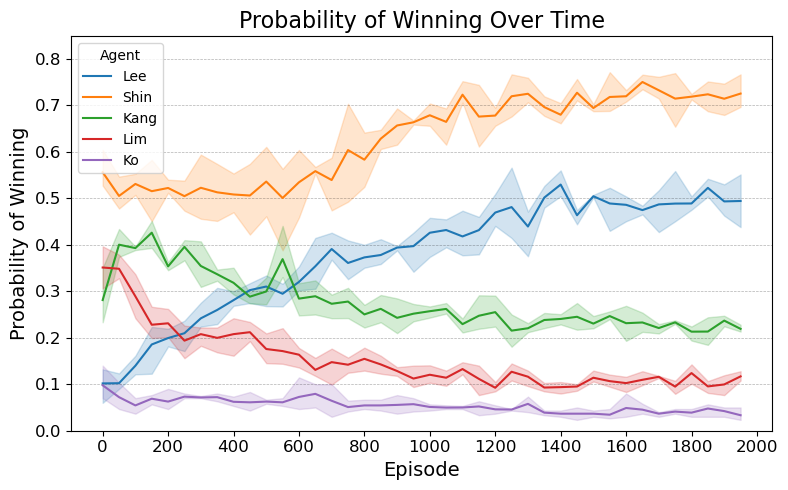 Probability of Winning Over Time
Probability of Winning
0.8
0.7
0.6
0.5
0.4
0.3
0.2
0.1
0.0
Agent
Lee
Shin
Kang
Lim
Ko
0 200 400 600 800 1000 1200 1400 1600 1800 2000
Episode